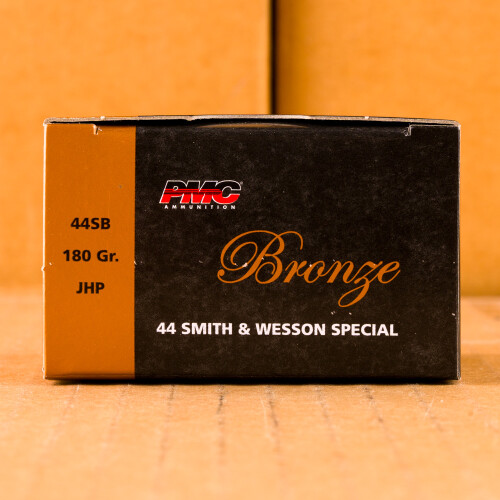 44SB
180 Gr.
JHP
PMC
AMMUNITION
Bronze
44 SMITH & WESSON SPECIAL